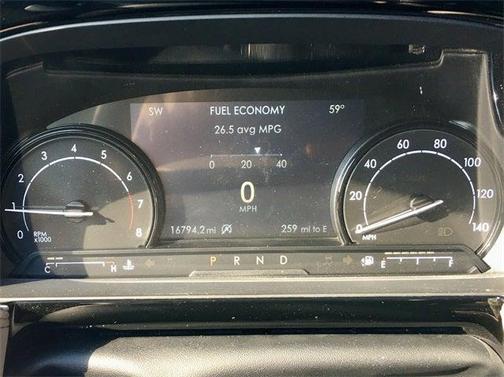 SW FUEL ECONOMY 59°
26.5 avg MPG
0 20 40
0
MPH
16794.2 mi 259 mi to E
0 1 2 3 4 5 6 7 8
RPM
x1000
0 20 40 60 80 100 120 140
MPH
C H P R N D E F